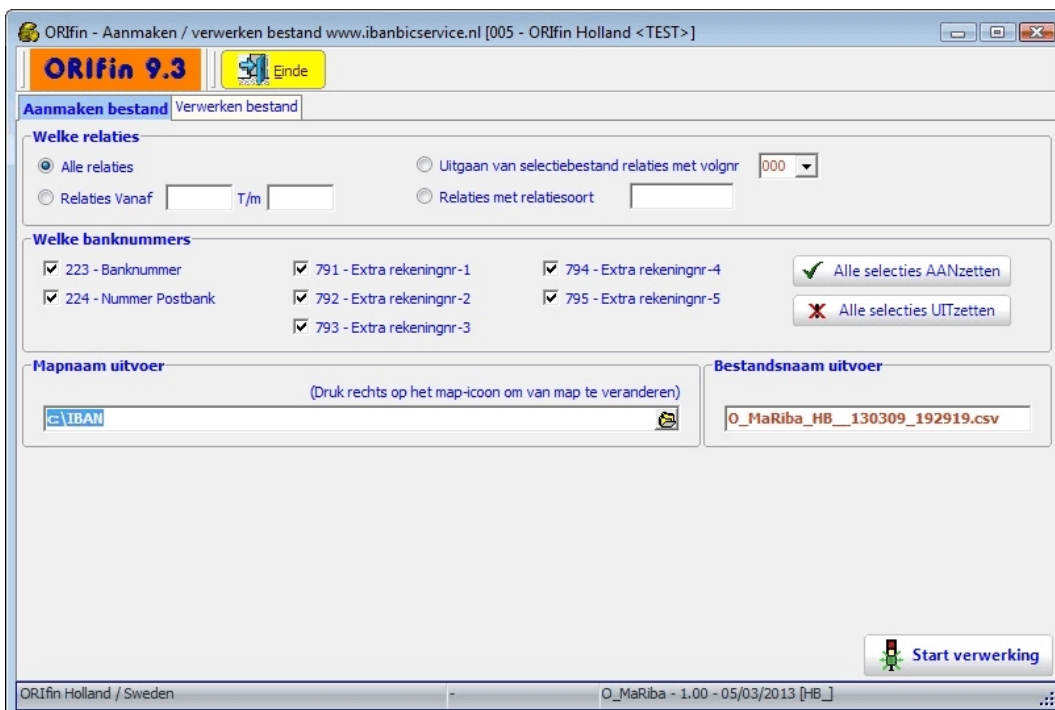 ORIfin - Aanmaken / verwerken bestand www.ibanbicservice.nl [005 - ORIfin Holland <TEST>]
ORIFin 9.3
Einde
Aanmaken bestand Verwerken bestand
Welke relaties
Alle relaties
Uitgaan van selectiebestand relaties met volgnr 000
Relaties Vanaf T/m
Relaties met relatiesoort
Welke banknummers
223 - Banknummer
791 - Extra rekeningnr-1
794 - Extra rekeningnr-4
Alle selecties AANzetten
224 - Nummer Postbank
792 - Extra rekeningnr-2
795 - Extra rekeningnr-5
Alle selecties UITzetten
793 - Extra rekeningnr-3
Mapnaam uitvoer
(Druk rechts op het map-icoon om van map te veranderen)
c:\IBAN
Bestandsnaam uitvoer
O_MaRiba_HB__130309_192919.csv
Start verwerking
ORIfin Holland / Sweden - O_MaRiba - 1.00 - 05/03/2013 [HB_]